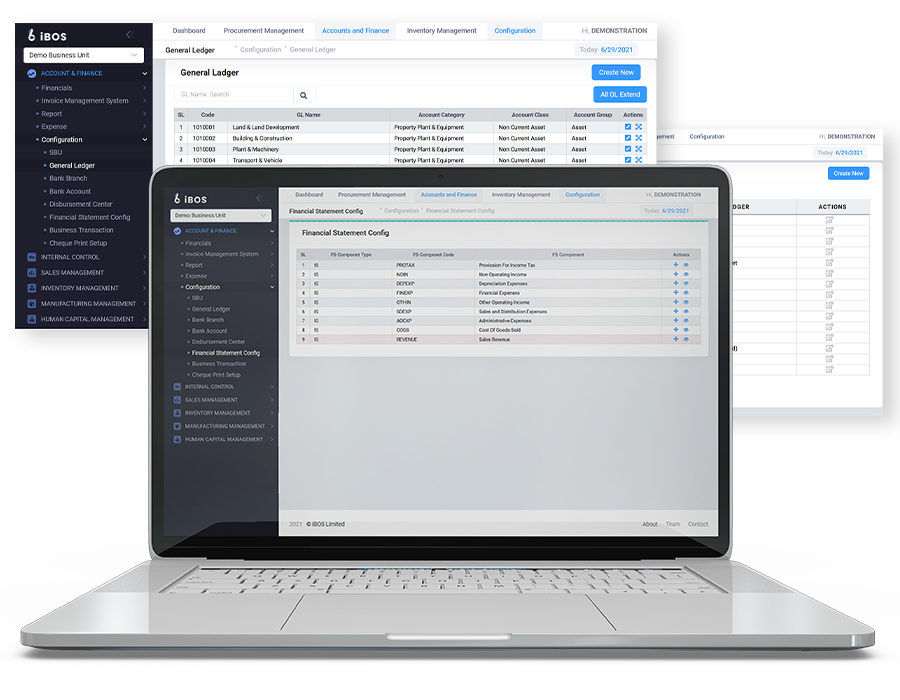 iBOS
Demo Business Unit
ACCOUNT & FINANCE
Financials
Invoice Management System
Report
Expense
Configuration
SBU
General Ledger
Bank Branch
Bank Account
Disbursement Center
Financial Statement Config
Business Transaction
Cheque Print Setup
INTERNAL CONTROL
SALES MANAGEMENT
INVENTORY MANAGEMENT
MANUFACTURING MANAGEMENT
HUMAN CAPITAL MANAGEMENT
Dashboard Procurement Management Accounts and Finance Inventory Management Configuration Hi, DEMONSTRATION
General Ledger Configuration General Ledger Today 6/29/2021
General Ladger Create New
GL Name Search All GL Extend
SL Code GL Name Account Category Account Class Account Group Actions
1 1010001 Land & Land Development Property Plant & Equipment Non Current Asset Asset
2 1010002 Building & Construction Property Plant & Equipment Non Current Asset Asset
3 1010003 Plant & Machinery Property Plant & Equipment Non Current Asset Asset
4 1010004 Transport & Vehicle Property Plant & Equipment Non Current Asset Asset
ement Configuration Hi, DEMONSTRATION
Today 6/29/2021
Create New
DGER ACTIONS
et
d)
iBOS
Demo Business Unit
ACCOUNT & FINANCE
Financials
Invoice Management System
Report
Expense
Configuration
SBU
General Ledger
Bank Branch
Bank Account
Disbursement Center
Financial Statement Config
Business Transaction
Cheque Print Setup
INTERNAL CONTROL
SALES MANAGEMENT
INVENTORY MANAGEMENT
MANUFACTURING MANAGEMENT
HUMAN CAPITAL MANAGEMENT
Dashboard Procurement Management Accounts and Finance Inventory Management Configuration Hi, DEMONSTRATION
Financial Statement Config Configuration Financial Statement Config Today 6/29/2021
Financial Statement Config
SL FS Componet Type FS Componet Code FS Component Actions
1 IS PROTAX Provission For Income Tax
2 IS NOIN Non Operating Income
3 IS DEPEXP Depreciation Expenses
4 IS FINEXP Financial Expenses
5 IS OTHIN Other Operating Income
6 IS SDEXP Sales and Distribution Expenses
7 IS ADEXP Administrative Expenses
8 IS COGS Cost Of Goods Sold
9 IS REVENUE Sales Revenue
2021 © iBOS Limited About Team Contact